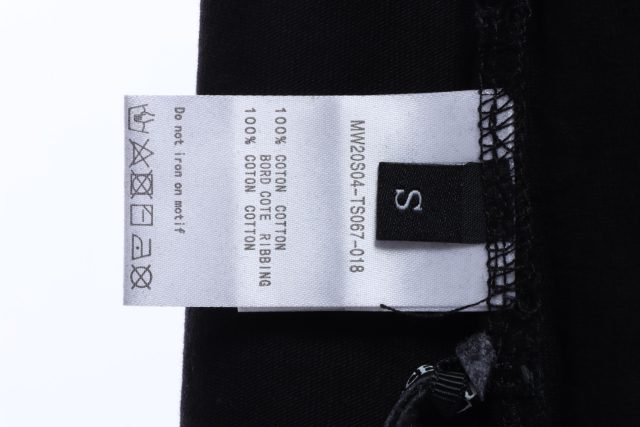 MW20S04-TS067-018
S
100% COTON COTTON
BORD COTE RIBBING
100% COTON COTTON
Do not iron on motif